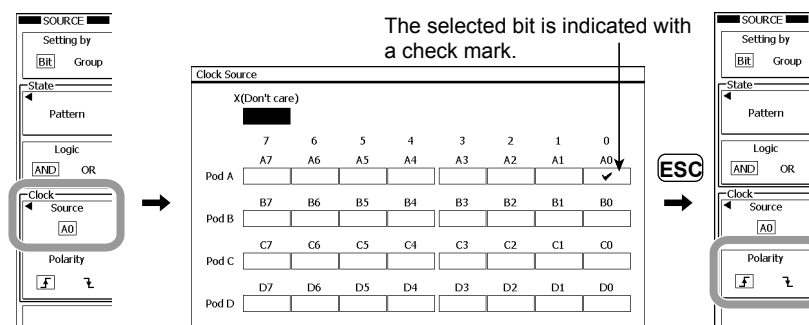 The selected bit is indicated with
a check mark.
SOURCE
Setting by
Bit Group
State
Pattern
Logic
AND OR
Clock
Source
A0
Polarity
Clock Source
X(Don't care)
7 6 5 4 3 2 1 0
A7 A6 A5 A4 A3 A2 A1 A0
Pod A
B7 B6 B5 B4 B3 B2 B1 B0
Pod B
C7 C6 C5 C4 C3 C2 C1 C0
Pod C
D7 D6 D5 D4 D3 D2 D1 D0
Pod D
ESC
SOURCE
Setting by
Bit Group
State
Pattern
Logic
AND OR
Clock
Source
A0
Polarity